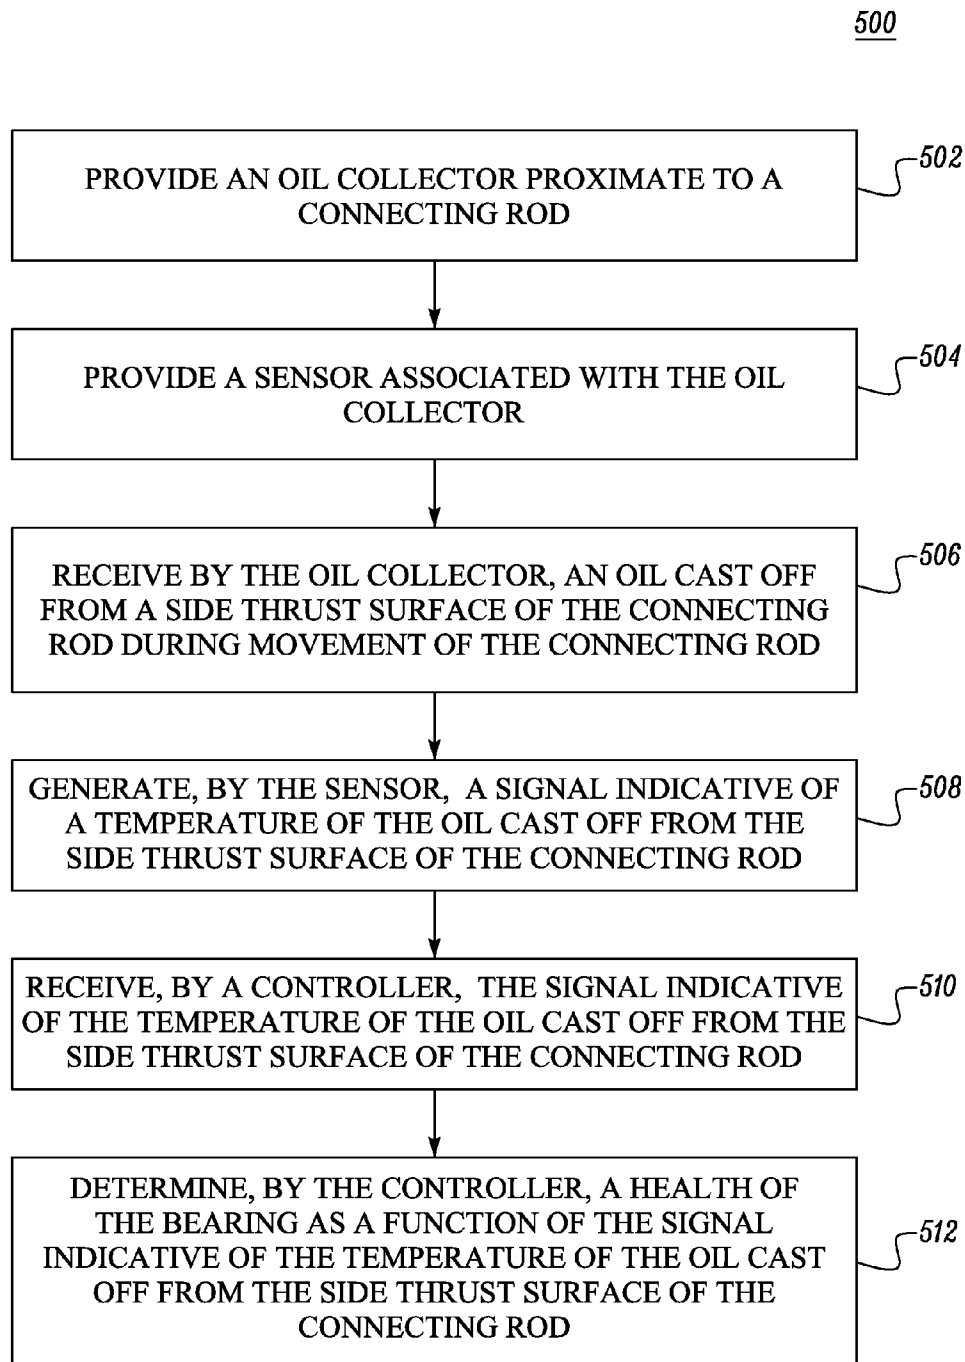 500
PROVIDE AN OIL COLLECTOR PROXIMATE TO A
CONNECTING ROD
502
PROVIDE A SENSOR ASSOCIATED WITH THE OIL
COLLECTOR
504
RECEIVE BY THE OIL COLLECTOR, AN OIL CAST OFF
FROM A SIDE THRUST SURFACE OF THE CONNECTING
ROD DURING MOVEMENT OF THE CONNECTING ROD
506
GENERATE, BY THE SENSOR, A SIGNAL INDICATIVE OF
A TEMPERATURE OF THE OIL CAST OFF FROM THE
SIDE THRUST SURFACE OF THE CONNECTING ROD
508
RECEIVE, BY A CONTROLLER, THE SIGNAL INDICATIVE
OF THE TEMPERATURE OF THE OIL CAST OFF FROM THE
SIDE THRUST SURFACE OF THE CONNECTING ROD
510
DETERMINE, BY THE CONTROLLER, A HEALTH OF
THE BEARING AS A FUNCTION OF THE SIGNAL
INDICATIVE OF THE TEMPERATURE OF THE OIL CAST
OFF FROM THE SIDE THRUST SURFACE OF THE
CONNECTING ROD
512